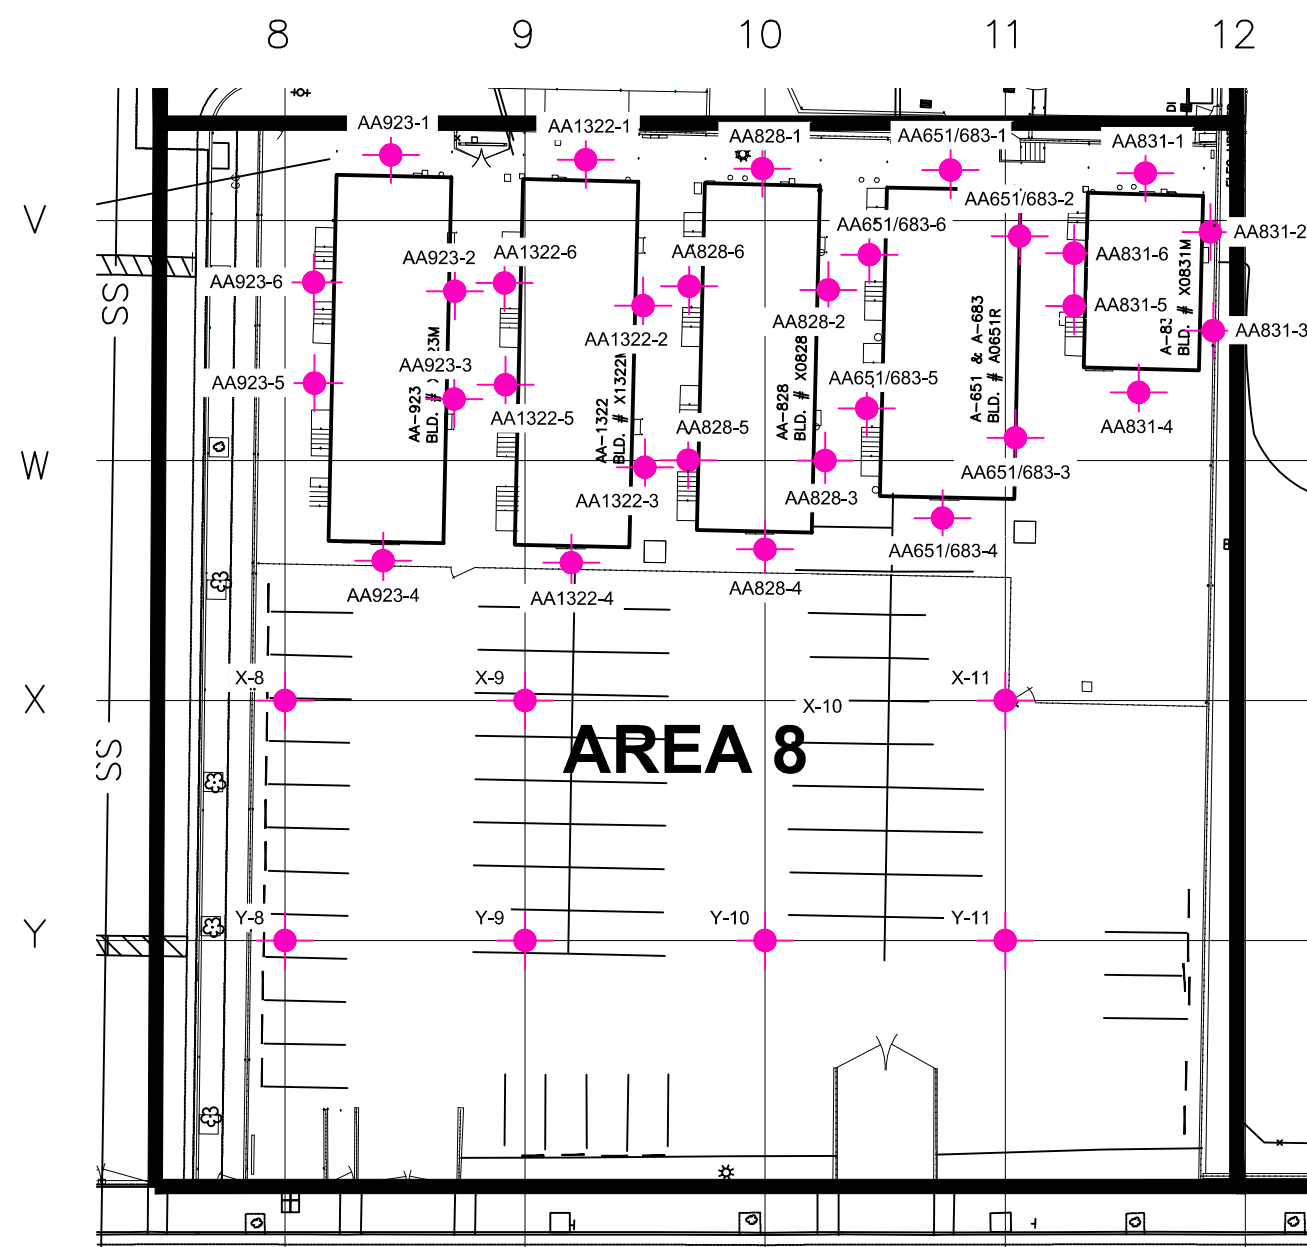 8 9 10 11 12
DI
AA923-1 AA1322-1 AA828-1 AA651/683-1 AA831-1
V
AA651/683-2
AA651/683-6 AA831-2
AA923-2 AA1322-6 AA828-6 AA831-6
AA923-6
AA831-5
SS
AA1322-2 AA828-2 AA831-3
AA923-3
AA923-5 AA651/683-5
AA831-4
AA1322-5 AA828-5
AA-923
BLD. #
AA-1322
BLD. # X1322M
AA-828
BLD. # X0828
A-651 & A-683
BLD. # A0651R
A-83
BLD. # X0831M
W
AA651/683-3
AA1322-3 AA828-3
AA651/683-4
AA923-4 AA1322-4 AA828-4
X-8 X-9 X-11
X
X-10
AREA 8
SS
Y-8 Y-9 Y-10 Y-11
Y